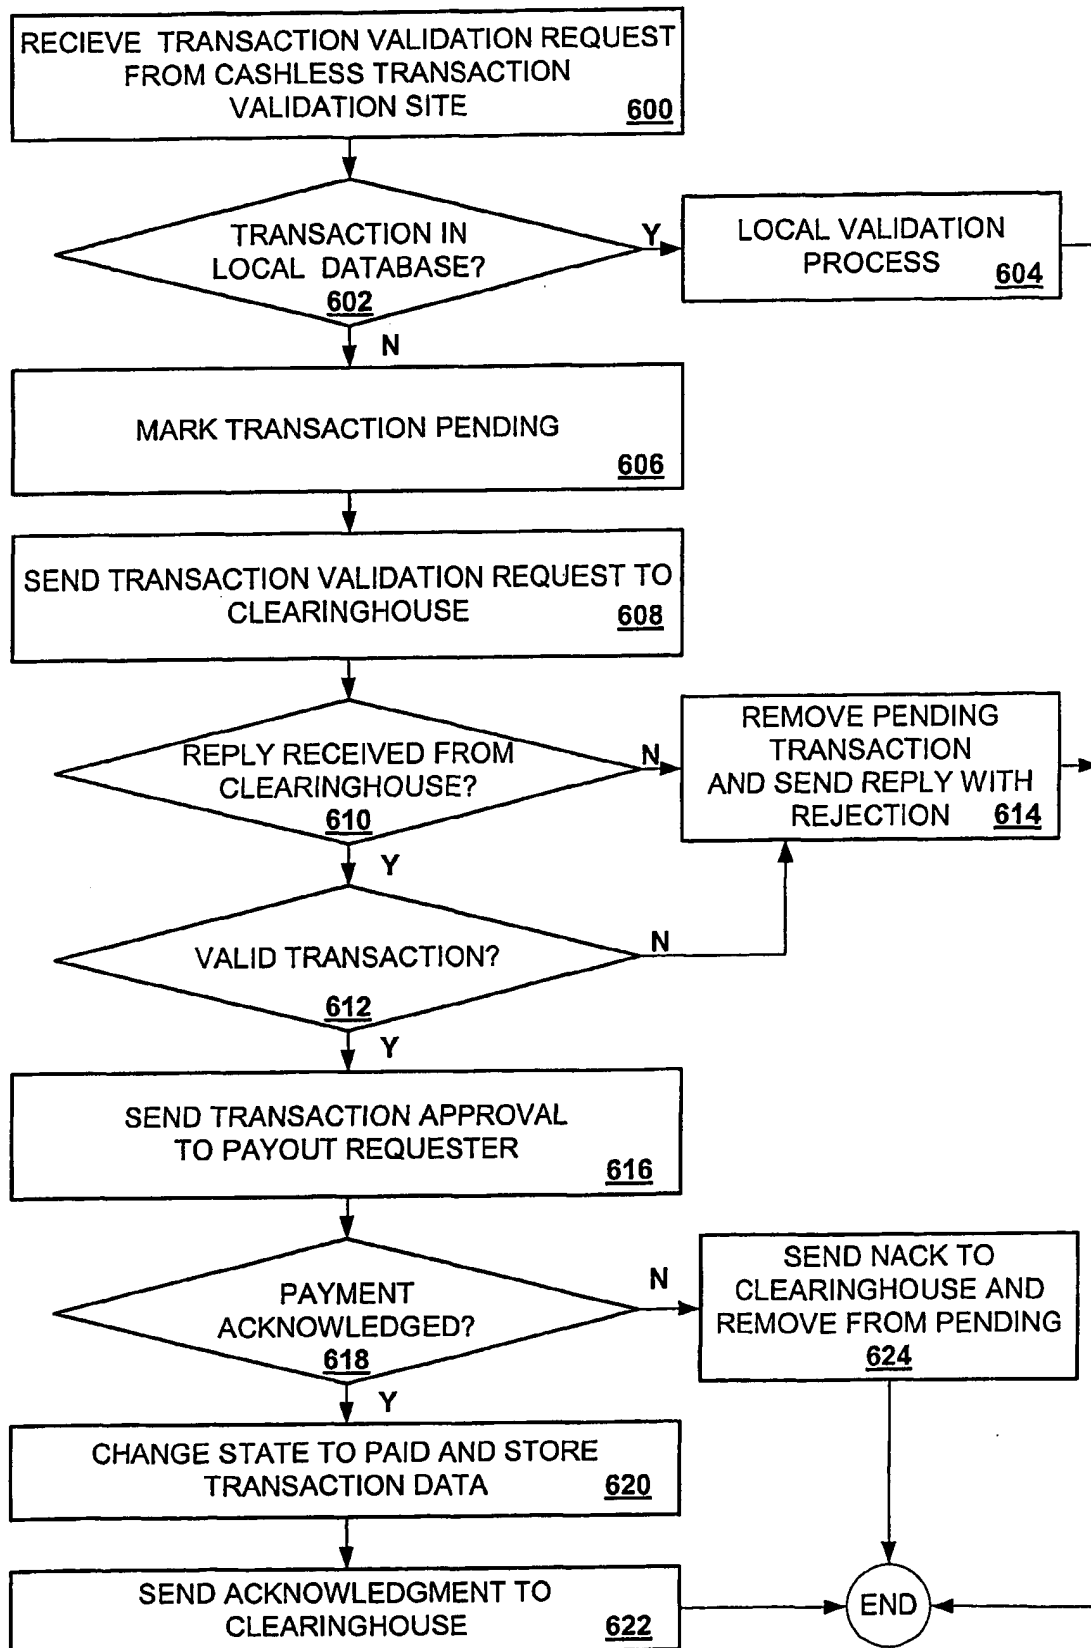 RECIEVE TRANSACTION VALIDATION REQUEST
FROM CASHLESS TRANSACTION
VALIDATION SITE
600
TRANSACTION IN
LOCAL DATABASE?
602
Y
LOCAL VALIDATION
PROCESS
604
N
MARK TRANSACTION PENDING
606
SEND TRANSACTION VALIDATION REQUEST TO
CLEARINGHOUSE
608
REPLY RECEIVED FROM
CLEARINGHOUSE?
610
N
REMOVE PENDING
TRANSACTION
AND SEND REPLY WITH
REJECTION
614
Y
VALID TRANSACTION?
612
N
Y
SEND TRANSACTION APPROVAL
TO PAYOUT REQUESTER
616
PAYMENT
ACKNOWLEDGED?
618
N
SEND NACK TO
CLEARINGHOUSE AND
REMOVE FROM PENDING
624
Y
CHANGE STATE TO PAID AND STORE
TRANSACTION DATA
620
SEND ACKNOWLEDGMENT TO
CLEARINGHOUSE
622
END